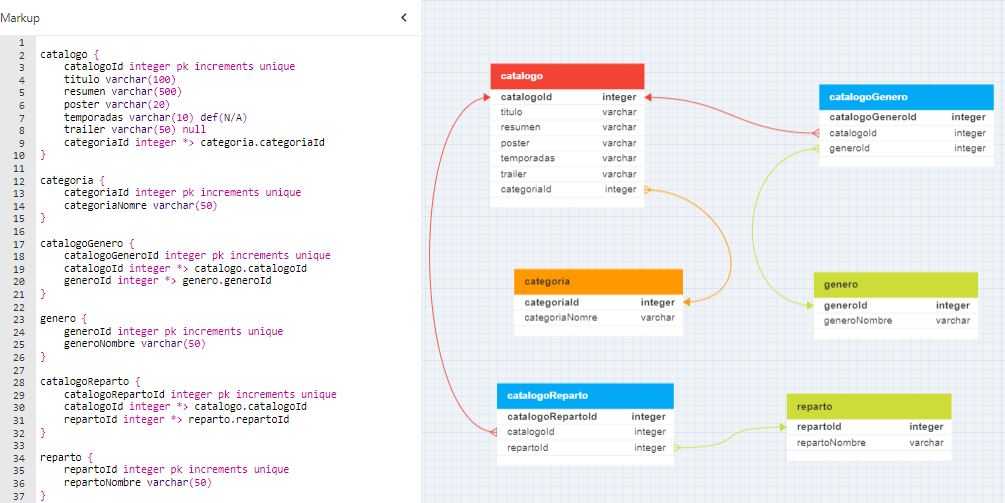 Markup
1
2 catalogo {
3 catalogoId integer pk increments unique
4 titulo varchar(100)
5 resumen varchar(500)
6 poster varchar(20)
7 temporadas varchar(10) def(N/A)
8 trailer varchar(50) null
9 categoriaId integer *> categoria.categoriaId
10 }
11
12 categoria {
13 categoriaId integer pk increments unique
14 categoriaNomre varchar(50)
15 }
16
17 catalogoGenero {
18 catalogoGeneroId integer pk increments unique
19 catalogoId integer *> catalogo.catalogoId
20 generoId integer *> genero.generoId
21 }
22
23 genero {
24 generoId integer pk increments unique
25 generoNombre varchar(50)
26 }
27
28 catalogoReparto {
29 catalogoRepartoId integer pk increments unique
30 catalogoId integer *> catalogo.catalogoId
31 repartoId integer *> reparto.repartoId
32 }
33
34 reparto {
35 repartoId integer pk increments unique
36 repartoNombre varchar(50)
37 }
catalogo
catalogoId integer
titulo varchar
resumen varchar
poster varchar
temporadas varchar
trailer varchar
categoriaId integer
catalogoGenero
catalogoGeneroId integer
catalogoId integer
generoId integer
categoria
categoriaId integer
categoriaNomre varchar
genero
generoId integer
generoNombre varchar
catalogoReparto
catalogoRepartoId integer
catalogoId integer
repartoId integer
reparto
repartoId integer
repartoNombre varchar